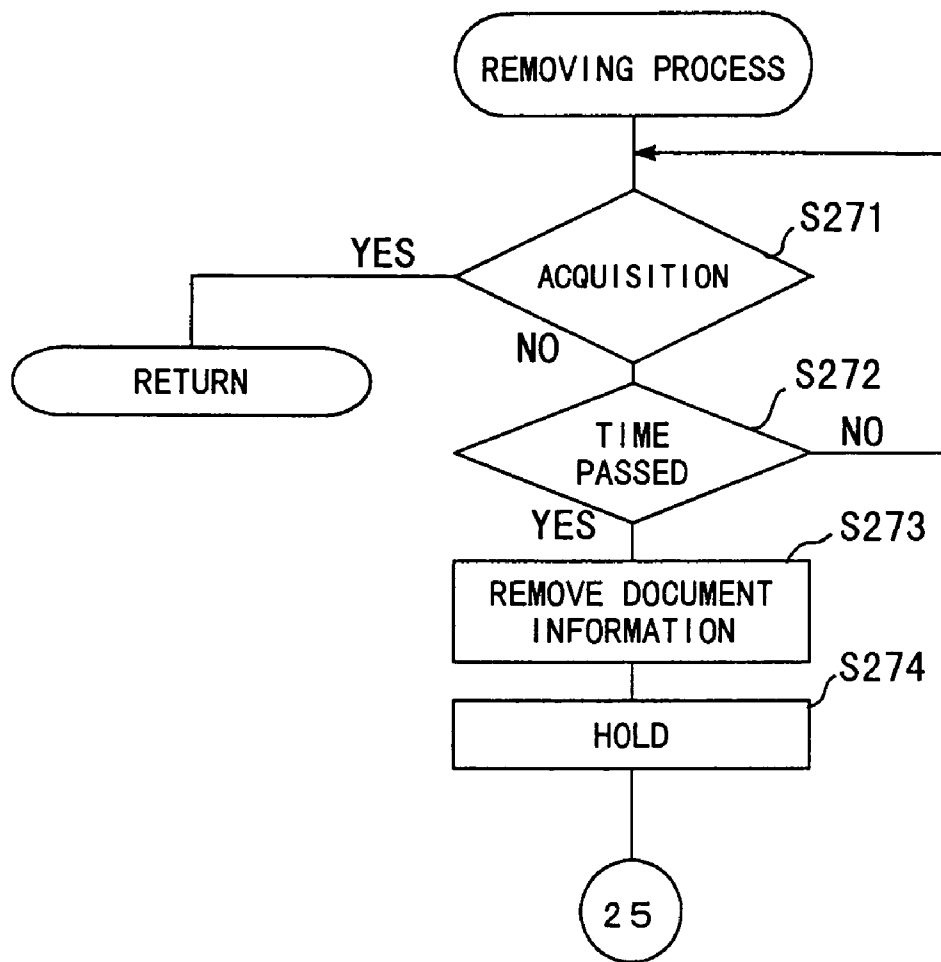 REMOVING PROCESS
S271
YES
ACQUISITION
NO
RETURN
S272
TIME
PASSED
NO
YES
S273
REMOVE DOCUMENT
INFORMATION
S274
HOLD
25